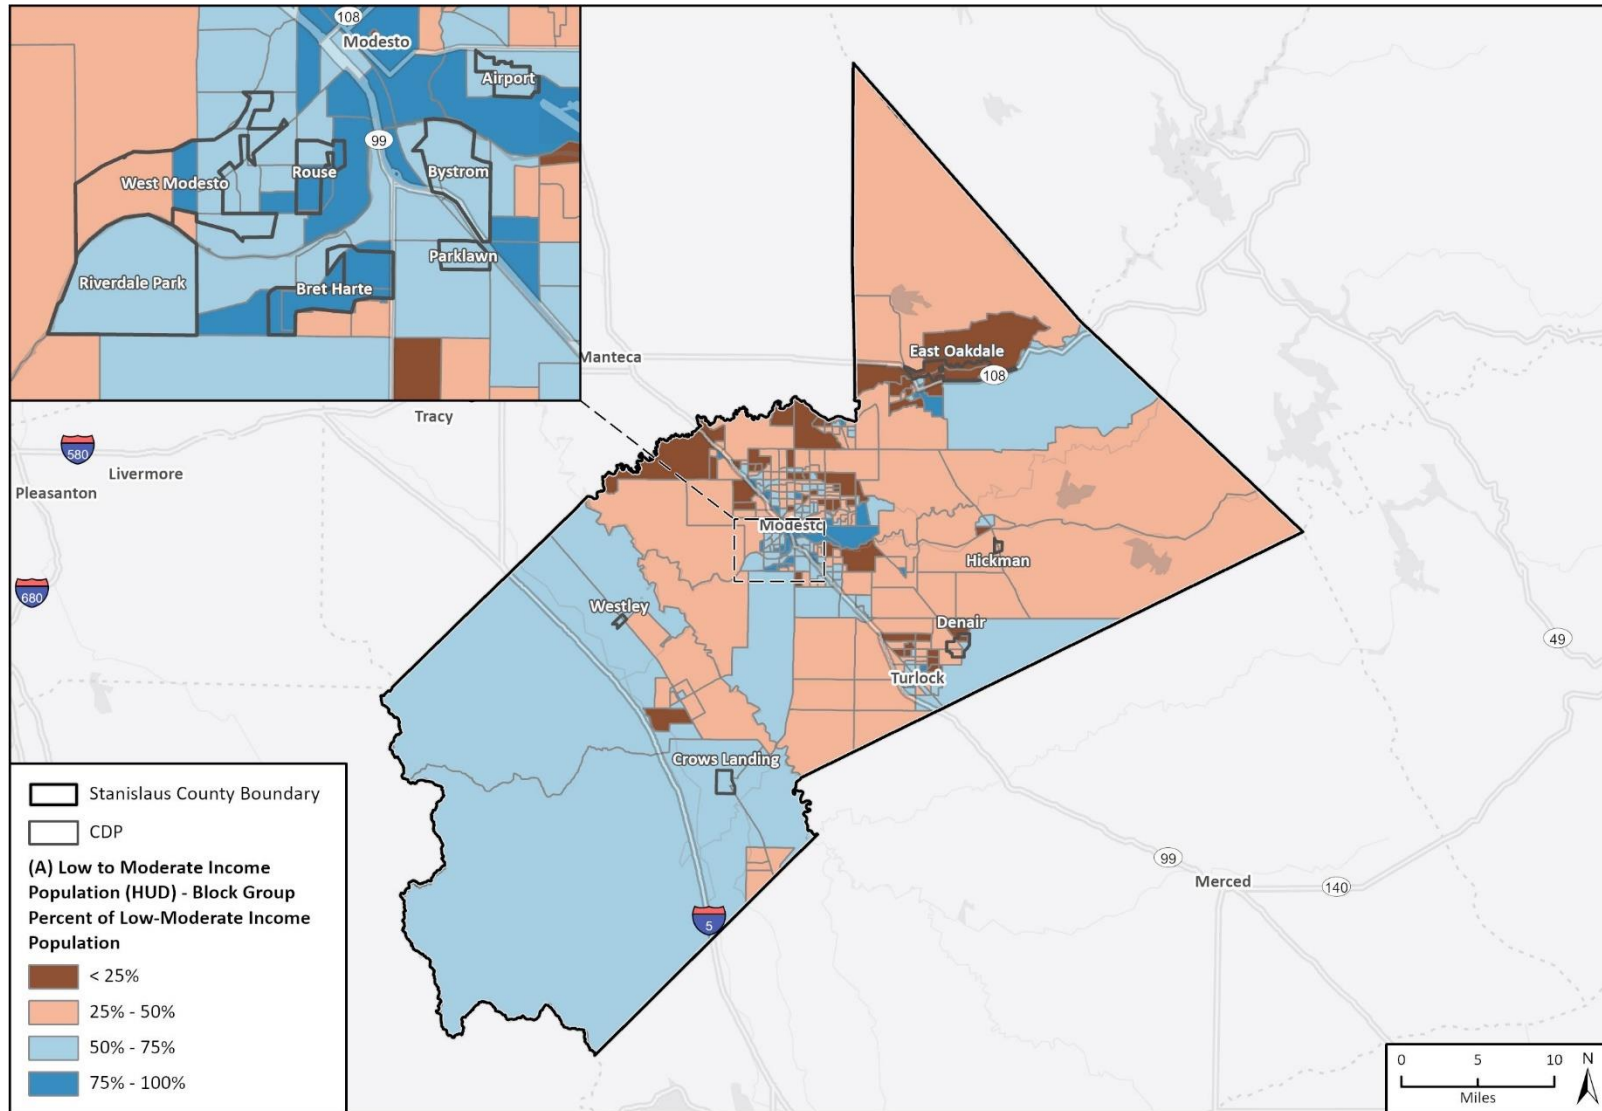 108
Modesto
Airport
99
West Modesto
Rouse
Bystrom
Riverdale Park
Bret Harte
Parklawn
Manteca
Tracy
580
Livermore
Pleasanton
680
East Oakdale
108
Modesto
Hickman
Westley
Denair
Turlock
49
Crows Landing
99
Merced
140
5
Stanislaus County Boundary
CDP
(A) Low to Moderate Income
Population (HUD) - Block Group
Percent of Low-Moderate Income
Population
< 25%
25% - 50%
50% - 75%
75% - 100%
0 5 10 N
Miles